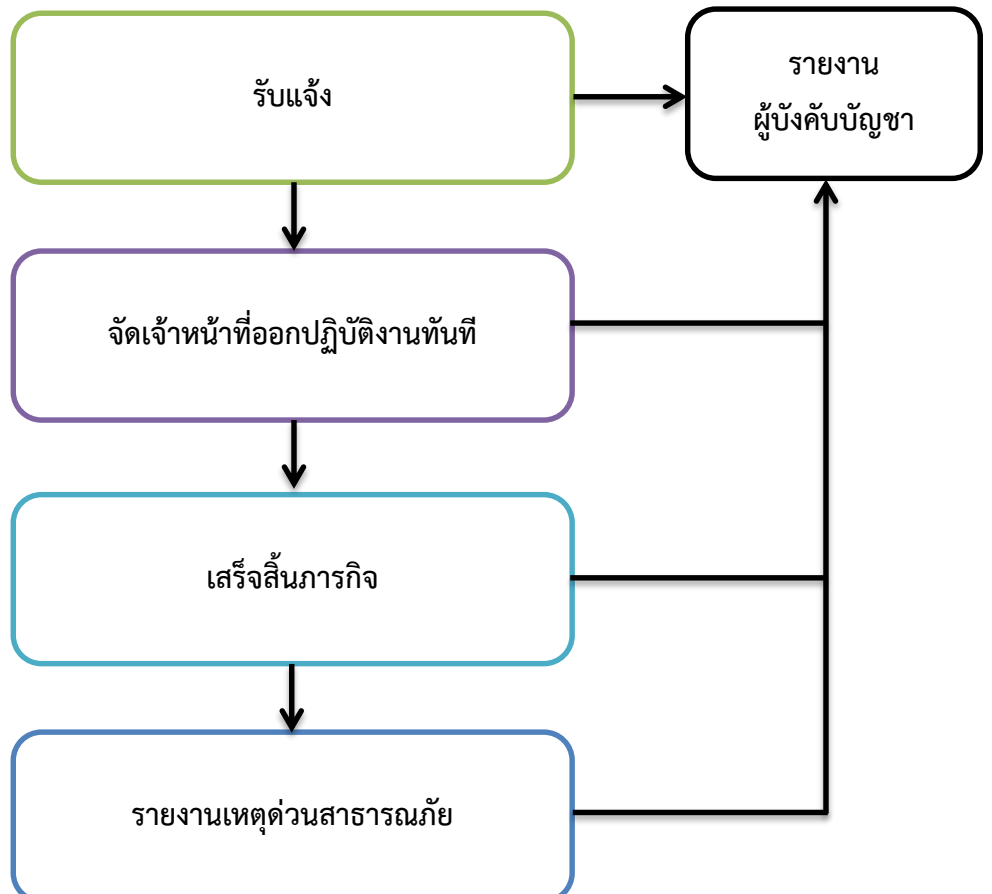 รับแจ้ง
รายงาน
ผู้บังคับบัญชา
จัดเจ้าหน้าที่ออกปฏิบัติงานทันที
เสร็จสิ้นภารกิจ
รายงานเหตุด่วนสาธารณภัย